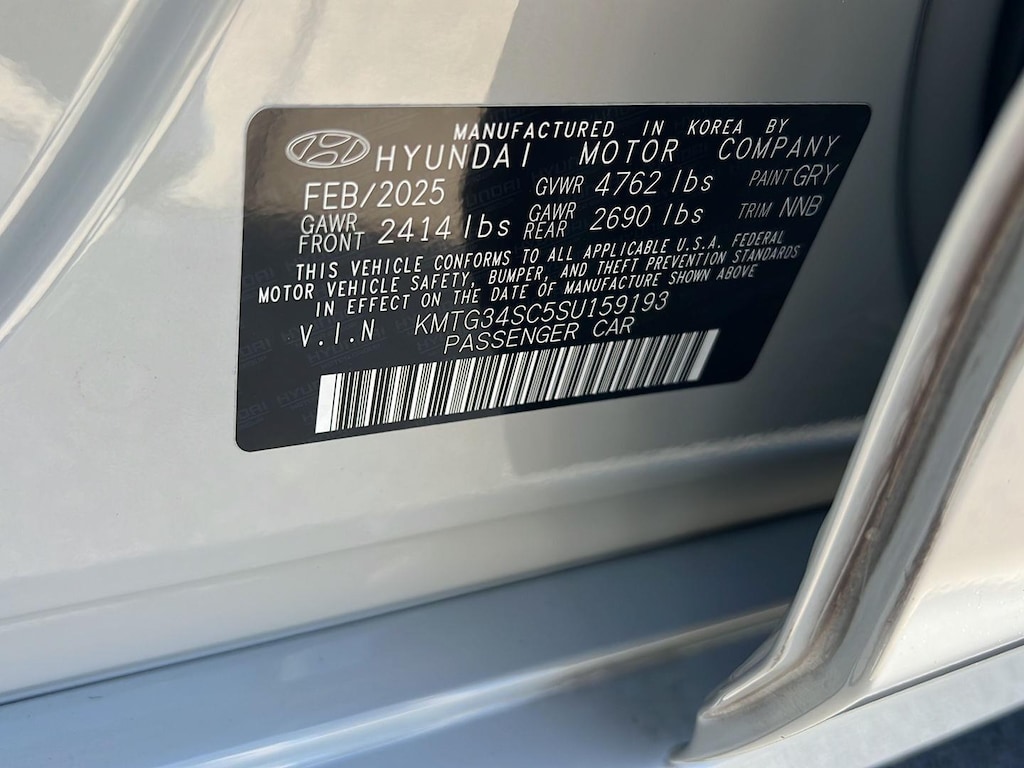 MANUFACTURED IN KOREA BY
HYUNDAI MOTOR COMPANY
FEB/2025 GVWR 4762 lbs PAINT GRY
GAWR FRONT 2414 lbs GAWR REAR 2690 lbs TRIM NNB
THIS VEHICLE CONFORMS TO ALL APPLICABLE U.S.A. FEDERAL
MOTOR VEHICLE SAFETY, BUMPER, AND THEFT PREVENTION STANDARDS
IN EFFECT ON THE DATE OF MANUFACTURE SHOWN ABOVE
V.I.N KMTG34SC5SU159193
PASSENGER CAR